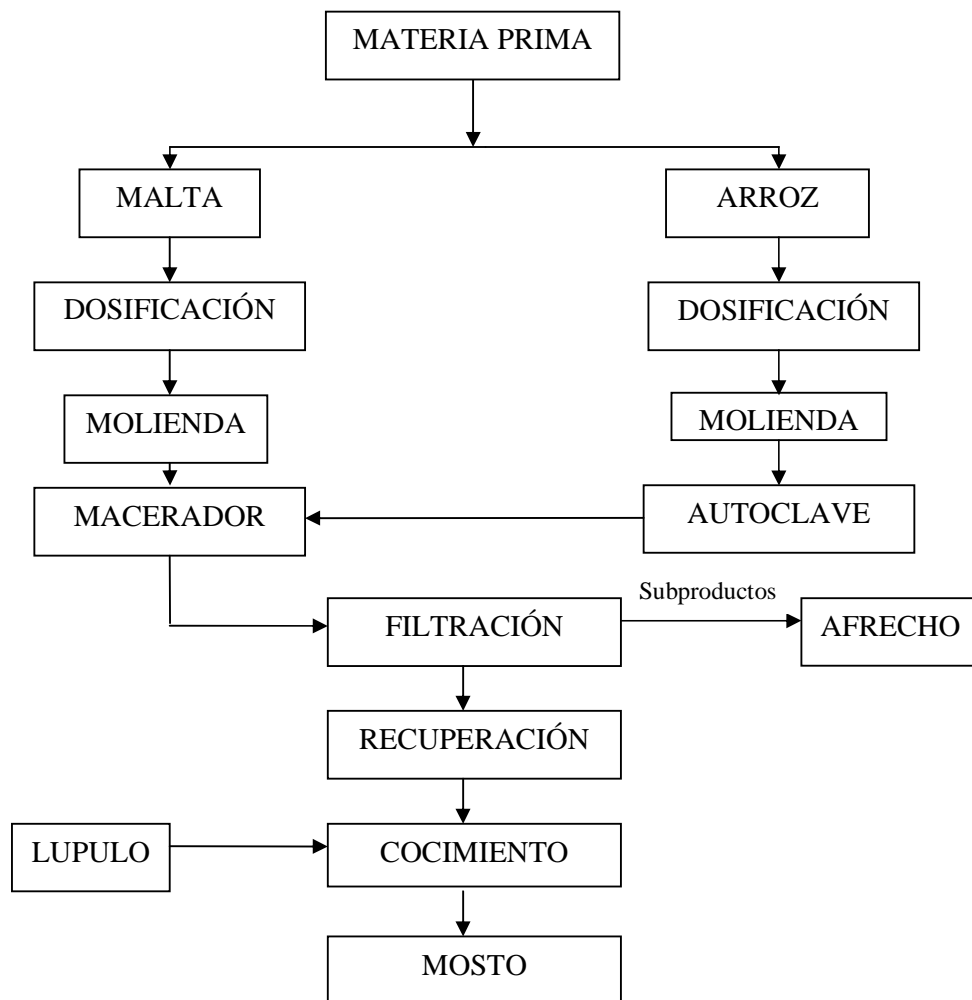 MATERIA PRIMA
MALTA
ARROZ
DOSIFICACIÓN
DOSIFICACIÓN
MOLIENDA
MOLIENDA
MACERADOR
AUTOCLAVE
Subproductos
FILTRACIÓN
AFRECHO
RECUPERACIÓN
LUPULO
COCIMIENTO
MOSTO